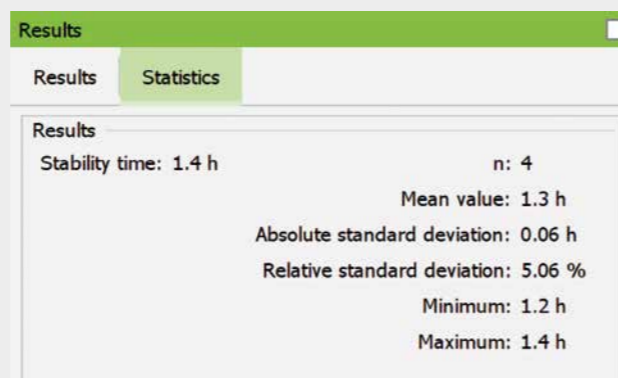 Results
Results Statistics
Results
Stability time: 1.4 h n: 4
Mean value: 1.3 h
Absolute standard deviation: 0.06 h
Relative standard deviation: 5.06 %
Minimum: 1.2 h
Maximum: 1.4 h